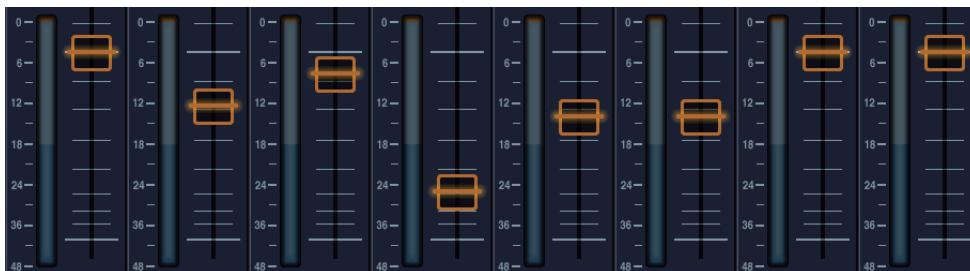 0 0 0 0 0 0 0 0
6 6 6 6 6 6 6 6
12 12 12 12 12 12 12 12
18 18 18 18 18 18 18 18
24 24 24 24 24 24 24 24
36 36 36 36 36 36 36 36
48 48 48 48 48 48 48 48